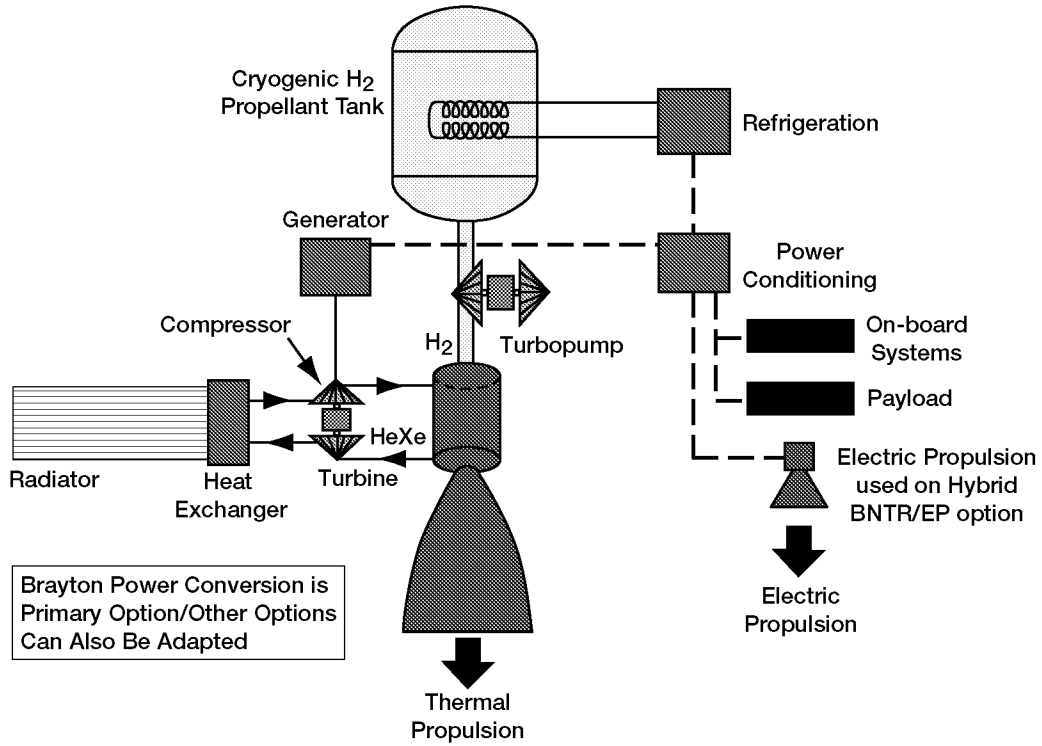 Cryogenic H2
Propellant Tank
Refrigeration
Generator
Power
Conditioning
Compressor
H2
Turbopump
On-board
Systems
Payload
HeXe
Radiator
Heat
Exchanger
Turbine
Electric Propulsion
used on Hybrid
BNTR/EP option
Brayton Power Conversion is
Primary Option/Other Options
Can Also Be Adapted
Electric
Propulsion
Thermal
Propulsion